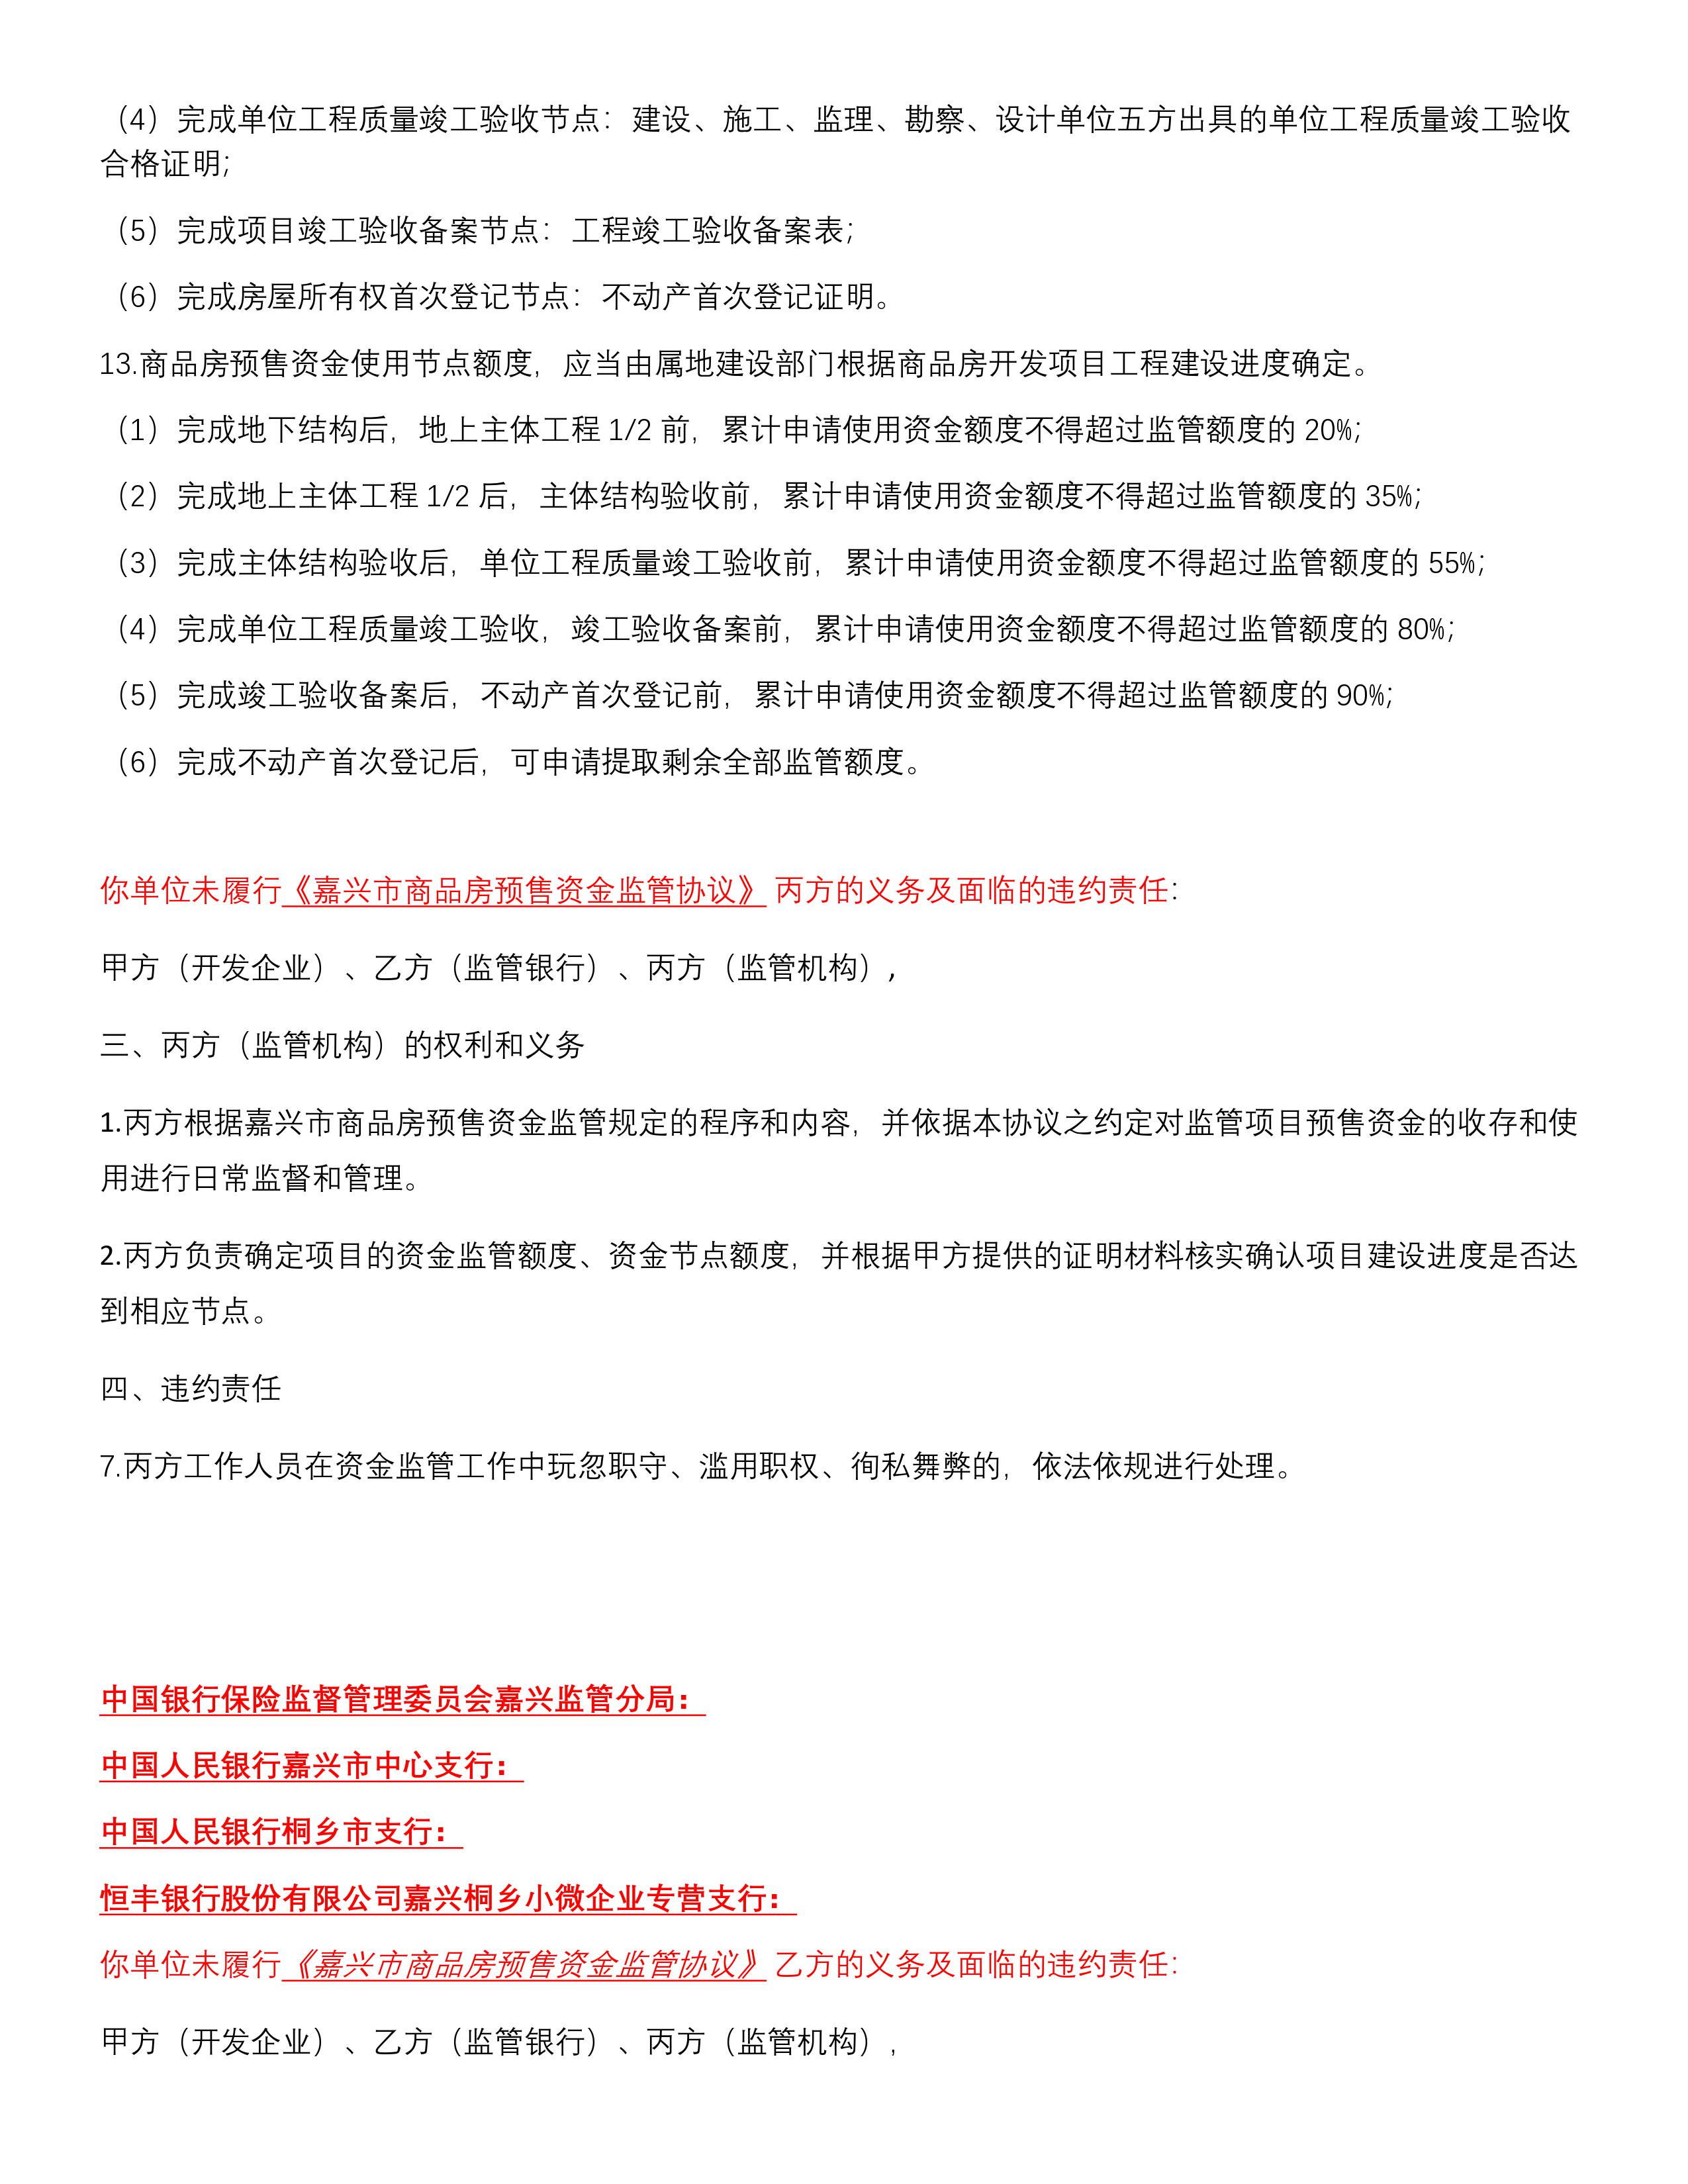 （4）完成单位工程质量竣工验收节点：建设、施工、监理、勘察、设计单位五方出具的单位工程质量竣工验收
合格证明；
（5）完成项目竣工验收备案节点：工程竣工验收备案表；
（6）完成房屋所有权首次登记节点：不动产首次登记证明。
13.商品房预售资金使用节点额度，应当由属地建设部门根据商品房开发项目工程建设进度确定。
（1）完成地下结构后，地上主体工程 1/2 前，累计申请使用资金额度不得超过监管额度的 20%；
（2）完成地上主体工程 1/2 后，主体结构验收前，累计申请使用资金额度不得超过监管额度的 35%；
（3）完成主体结构验收后，单位工程质量竣工验收前，累计申请使用资金额度不得超过监管额度的 55%；
（4）完成单位工程质量竣工验收，竣工验收备案前，累计申请使用资金额度不得超过监管额度的 80%；
（5）完成竣工验收备案后，不动产首次登记前，累计申请使用资金额度不得超过监管额度的 90%；
（6）完成不动产首次登记后，可申请提取剩余全部监管额度。
你单位未履行《嘉兴市商品房预售资金监管协议》 丙方的义务及面临的违约责任：
甲方（开发企业）、乙方（监管银行）、丙方（监管机构），
三、丙方（监管机构）的权利和义务
1.丙方根据嘉兴市商品房预售资金监管规定的程序和内容，并依据本协议之约定对监管项目预售资金的收存和使
用进行日常监督和管理。
2.丙方负责确定项目的资金监管额度、资金节点额度，并根据甲方提供的证明材料核实确认项目建设进度是否达
到相应节点。
四、违约责任
7.丙方工作人员在资金监管工作中玩忽职守、滥用职权、徇私舞弊的，依法依规进行处理。
中国银行保险监督管理委员会嘉兴监管分局：
中国人民银行嘉兴市中心支行：
中国人民银行桐乡市支行：
恒丰银行股份有限公司嘉兴桐乡小微企业专营支行：
你单位未履行《嘉兴市商品房预售资金监管协议》 乙方的义务及面临的违约责任：
甲方（开发企业）、乙方（监管银行）、丙方（监管机构），